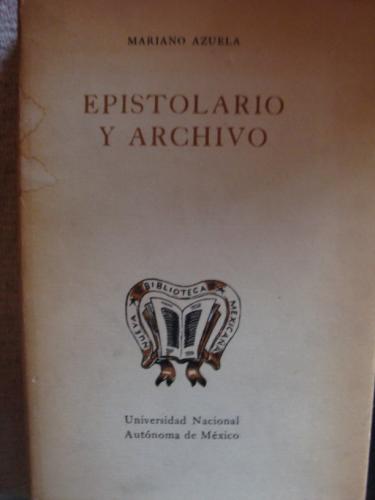 MARIANO AZUELA
EPISTOLARIO
Y ARCHIVO
NUEVA BIBLIOTECA MEXICANA
Universidad Nacional
Autónoma de México